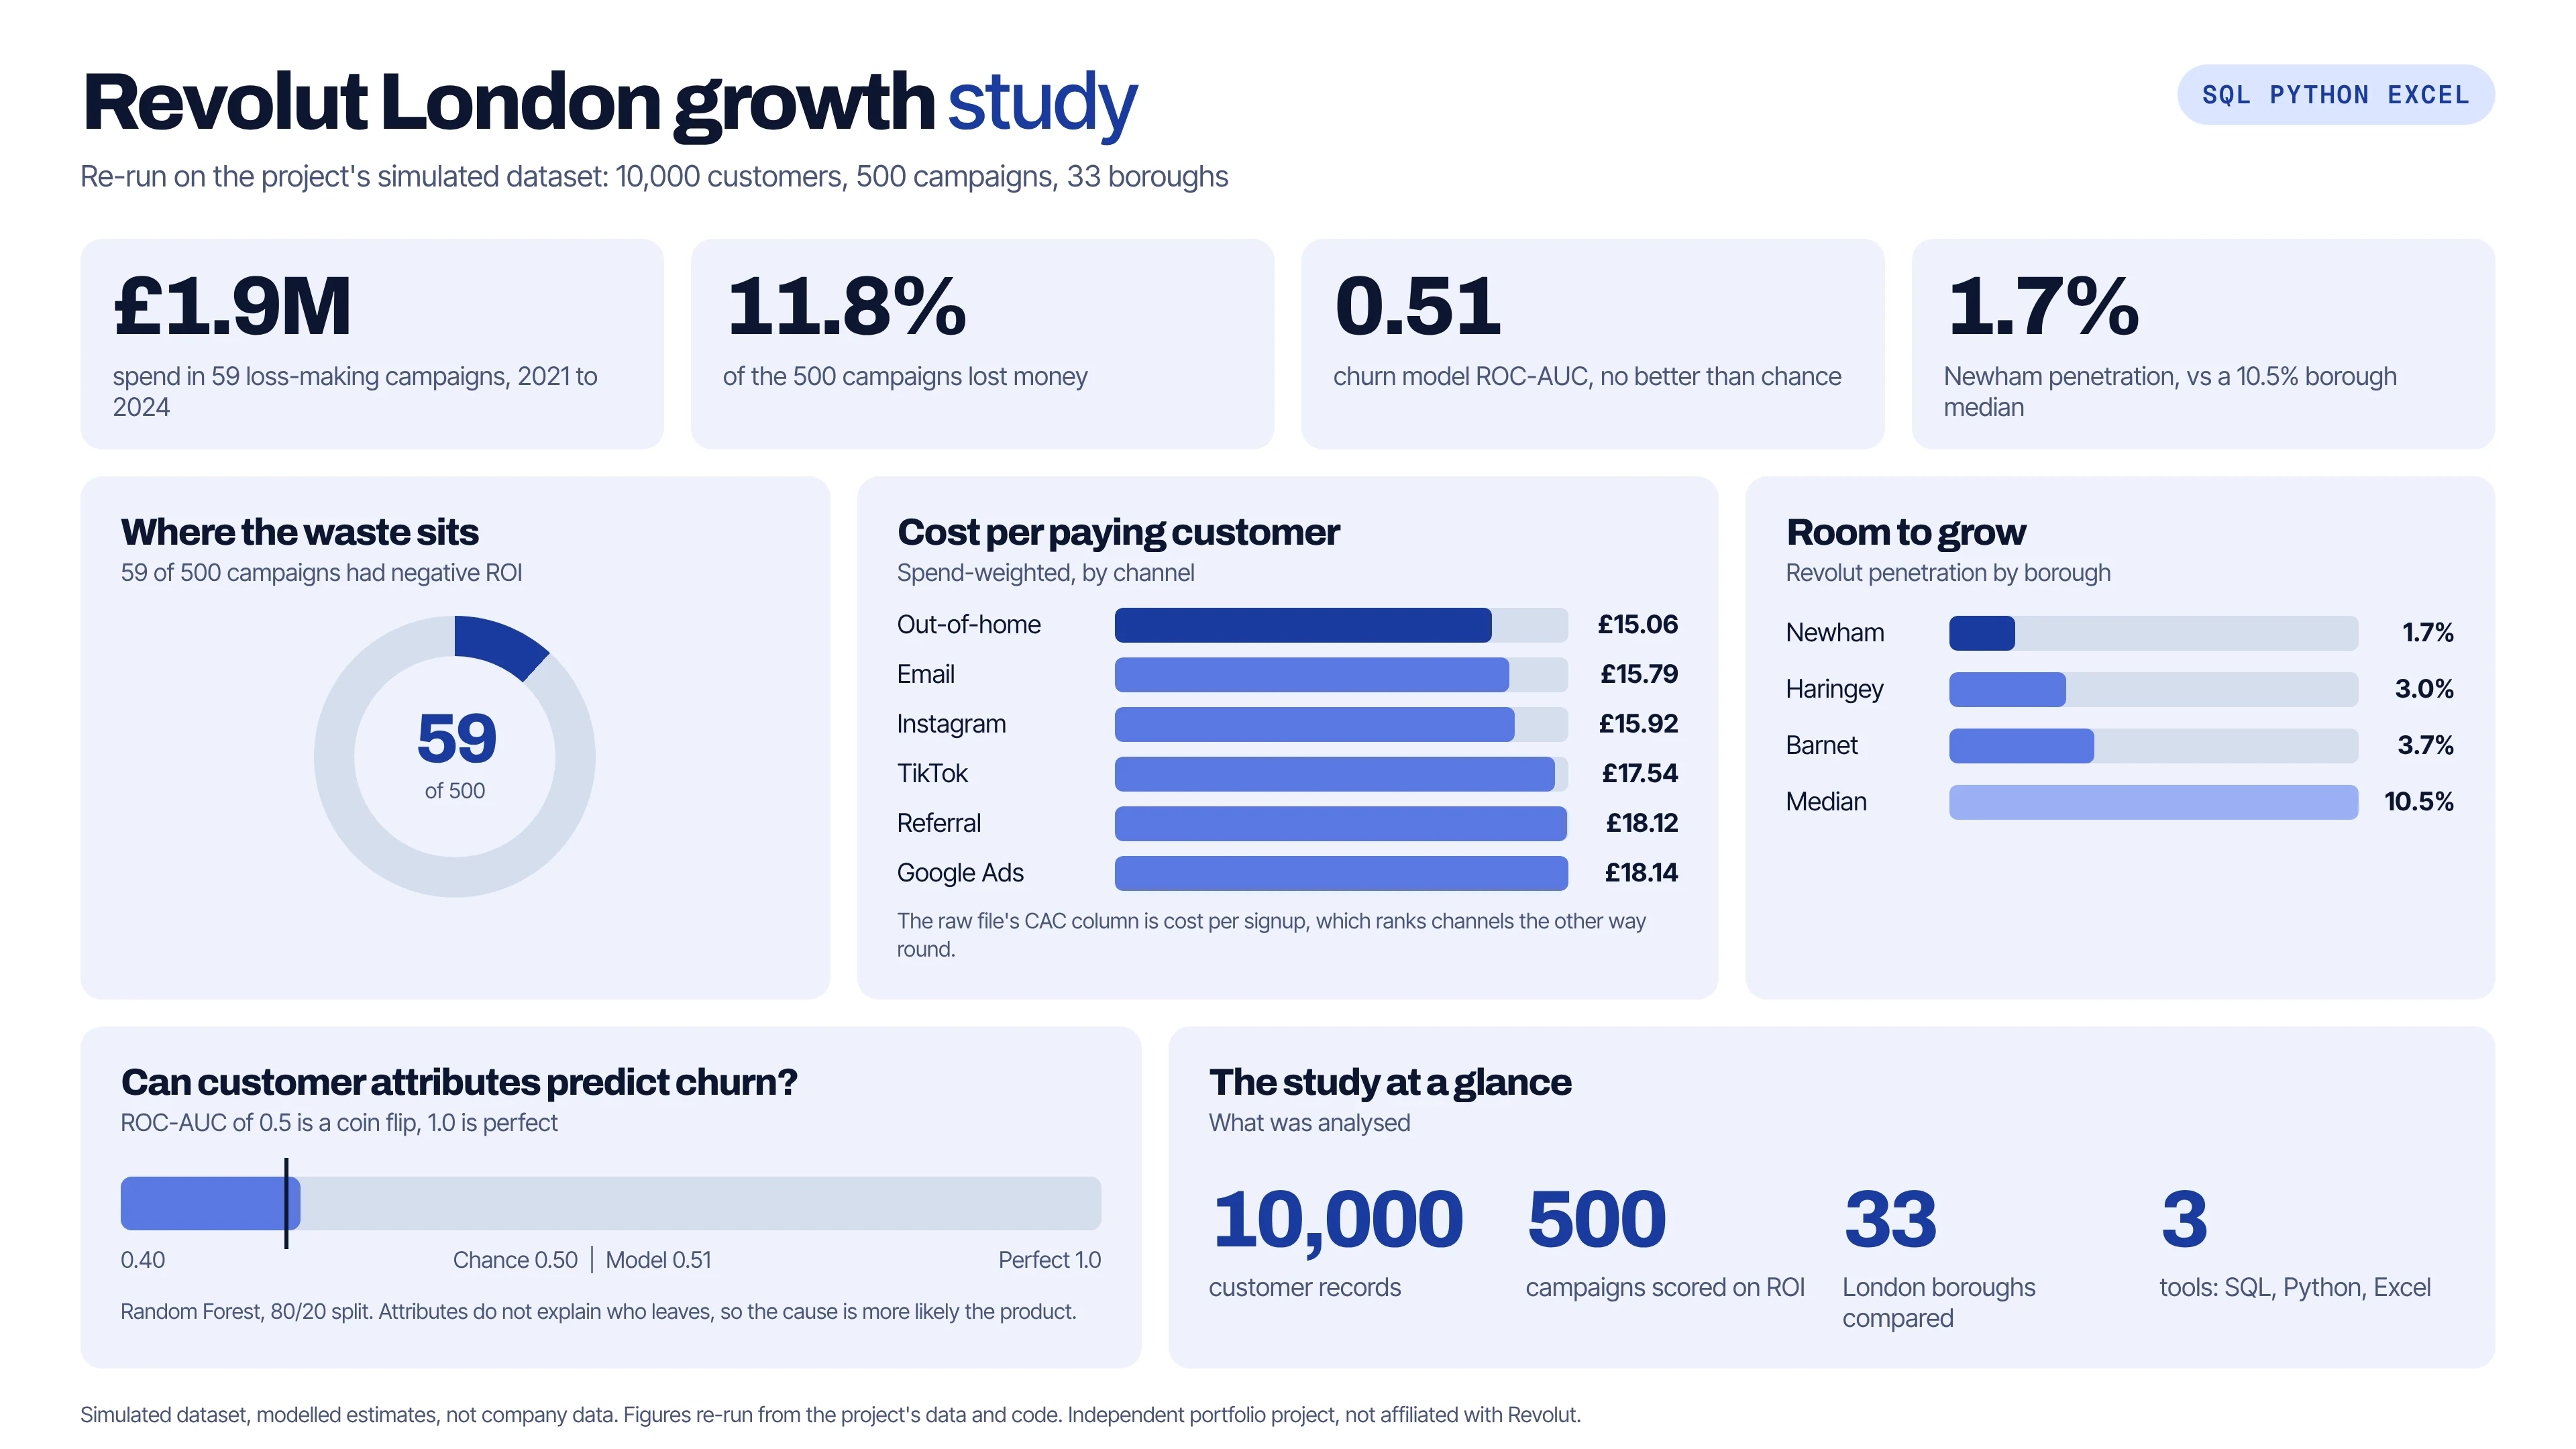 Revolut London growth study
SQL PYTHON EXCEL
Re-run on the project's simulated dataset: 10,000 customers, 500 campaigns, 33 boroughs
£1.9M
spend in 59 loss-making campaigns, 2021 to
2024
11.8%
of the 500 campaigns lost money
0.51
churn model ROC-AUC, no better than chance
1.7%
Newham penetration, vs a 10.5% borough
median
Where the waste sits
59 of 500 campaigns had negative ROI
59
of 500
Cost per paying customer
Spend-weighted, by channel
Out-of-home £15.06
Email £15.79
Instagram £15.92
TikTok £17.54
Referral £18.12
Google Ads £18.14
The raw file's CAC column is cost per signup, which ranks channels the other way
round.
Room to grow
Revolut penetration by borough
Newham 1.7%
Haringey 3.0%
Barnet 3.7%
Median 10.5%
Can customer attributes predict churn?
ROC-AUC of 0.5 is a coin flip, 1.0 is perfect
0.40 Chance 0.50 | Model 0.51 Perfect 1.0
Random Forest, 80/20 split. Attributes do not explain who leaves, so the cause is more likely the product.
The study at a glance
What was analysed
10,000
customer records
500
campaigns scored on ROI
33
London boroughs
compared
3
tools: SQL, Python, Excel
Simulated dataset, modelled estimates, not company data. Figures re-run from the project's data and code. Independent portfolio project, not affiliated with Revolut.